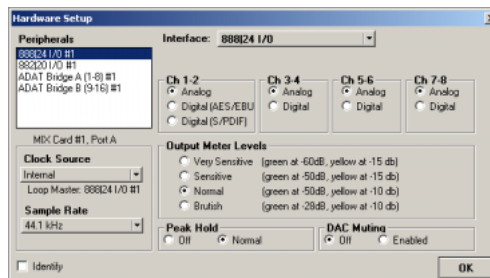 Hardware Setup
Peripherals
888|24 I/O #1
882|20 I/O #1
ADAT Bridge A (1-8) #1
ADAT Bridge B (9-16) #1
MIX Card #1, Port A
Clock Source
Internal
Loop Master: 888|24 I/O #1
Sample Rate
44.1 kHz
Identify
Interface: 888|24 I/O
Ch 1-2
Analog
Digital (AES/EBU
Digital (S/PDIF)
Ch 3-4
Analog
Digital
Ch 5-6
Analog
Digital
Ch 7-8
Analog
Digital
Output Meter Levels
Very Sensitive (green at -60dB, yellow at -15 db)
Sensitive (green at -50dB, yellow at -15 db)
Normal (green at -50dB, yellow at -10 db)
Brutish (green at -28dB, yellow at -10 db)
Peak Hold
Off Normal
DAC Muting
Off Enabled
OK